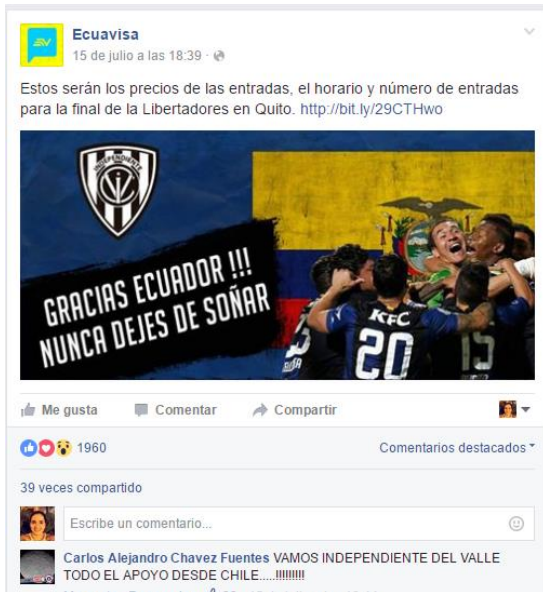 Ecuavisa
15 de julio a las 18:39 ·
Estos serán los precios de las entradas, el horario y número de entradas
para la final de la Libertadores en Quito. http://bit.ly/29CTHwo
INDEPENDIENTE
GRACIAS ECUADOR !!!
NUNCA DEJES DE SOÑAR
KFC
20
15
Me gusta Comentar Compartir
1960 Comentarios destacados
39 veces compartido
Escribe un comentario...
Carlos Alejandro Chavez Fuentes VAMOS INDEPENDIENTE DEL VALLE
TODO EL APOYO DESDE CHILE.....!!!!!!!!!